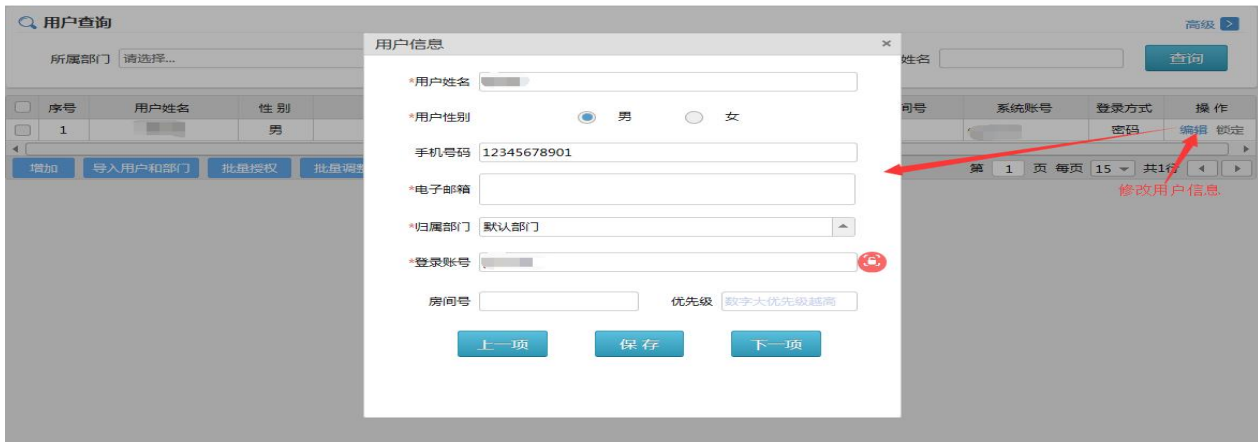 用户查询
高级
所属部门 请选择... 姓名 查询
用户信息 ×
*用户姓名
*用户性别 男 女
手机号码 12345678901
*电子邮箱
*归属部门 默认部门
*登录账号
房间号 优先级 数字大优先级越高
上一项 保存 下一项
序号 用户姓名 性别 间号 系统账号 登录方式 操作
1 男 密码 编辑 锁定
增加 导入用户和部门 批量授权 批量调整 第 1 页 每页 15 共1行
修改用户信息